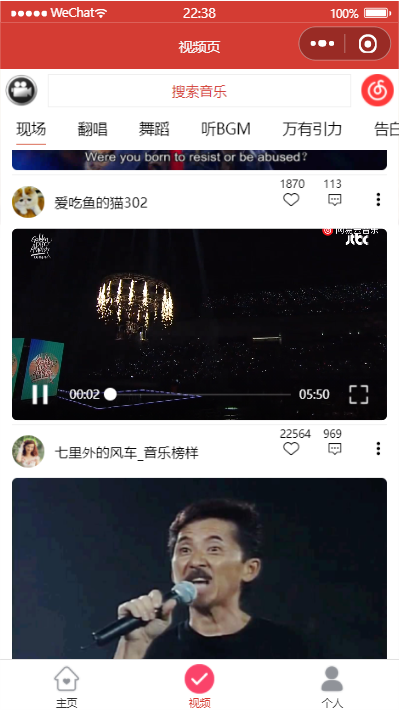 WeChat
22:38
100%
视频页
搜索音乐
现场 翻唱 舞蹈 听BGM 万有引力 告白
Were you born to resist or be abused?
爱吃鱼的猫302
1870
113
网易云音乐
jtbc
00:02
05:50
七里外的风车_音乐榜样
22564
969
主页
视频
个人